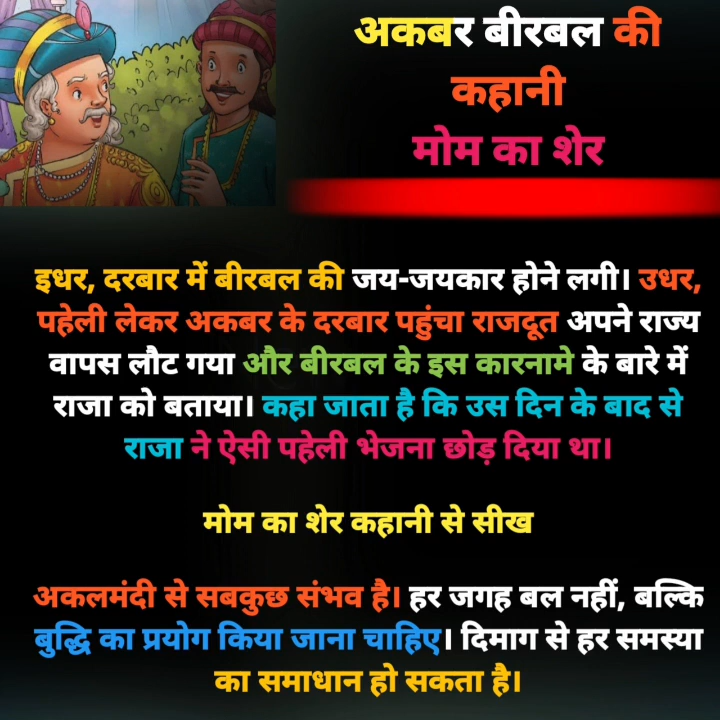 अकबर बीरबल की
कहानी
मोम का शेर
इधर, दरबार में बीरबल की जय-जयकार होने लगी। उधर,
पहेली लेकर अकबर के दरबार पहुंचा राजदूत अपने राज्य
वापस लौट गया और बीरबल के इस कारनामे के बारे में
राजा को बताया। कहा जाता है कि उस दिन के बाद से
राजा ने ऐसी पहेली भेजना छोड़ दिया था।
मोम का शेर कहानी से सीख
अकलमंदी से सबकुछ संभव है। हर जगह बल नहीं, बल्कि
बुद्धि का प्रयोग किया जाना चाहिए। दिमाग से हर समस्या
का समाधान हो सकता है।